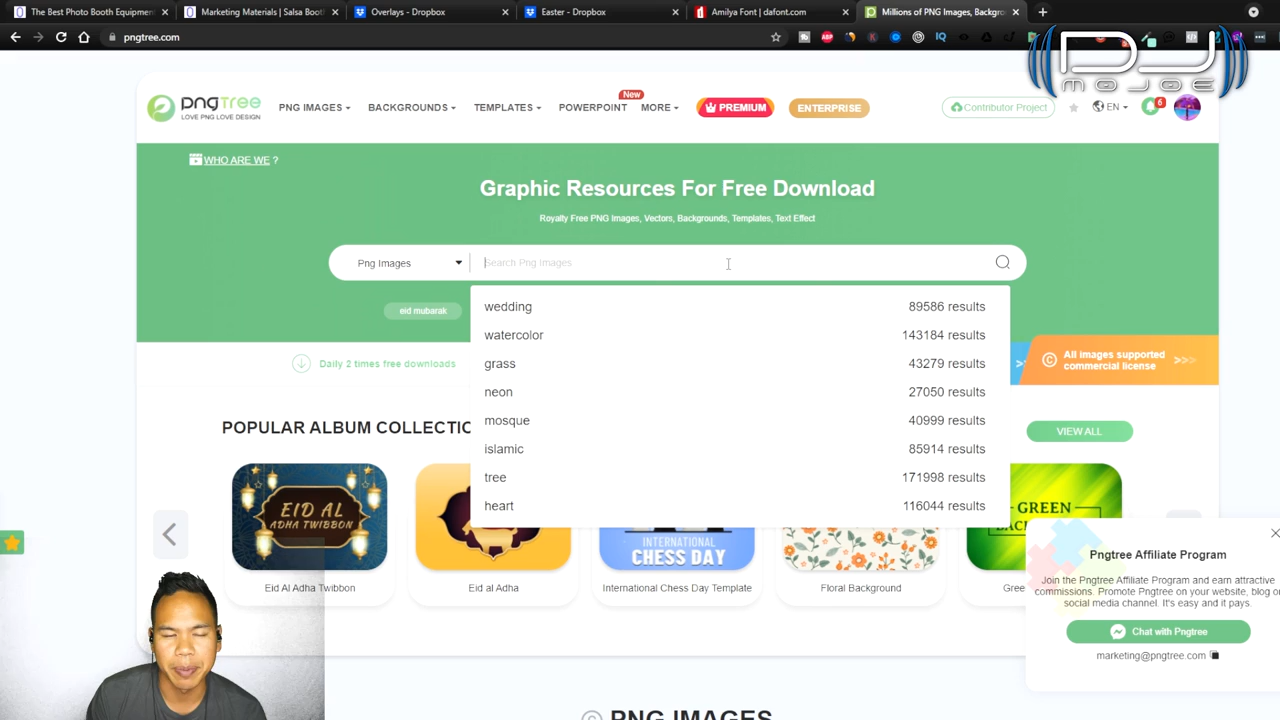 The Best Photo Booth Equipmen
Marketing Materials | Salsa Boot
Overlays - Dropbox
Easter - Dropbox
Amilya Font | dafont.com
Millions of PNG Images, Backgro
pngtree.com
DJ
MOJOE
pngtree
LOVE PNG LOVE DESIGN
PNG IMAGES
BACKGROUNDS
TEMPLATES
POWERPOINT
New
MORE
PREMIUM
ENTERPRISE
Contributor Project
EN
6
WHO ARE WE ?
Graphic Resources For Free Download
Royalty Free PNG Images, Vectors, Backgrounds, Templates, Text Effect
Png Images
Search Png Images
eid mubarak
wedding 89586 results
watercolor 143184 results
grass 43279 results
neon 27050 results
mosque 40999 results
islamic 85914 results
tree 171998 results
heart 116044 results
Daily 2 times free downloads
All images supported
commercial license
>>>
POPULAR ALBUM COLLECTIO
VIEW ALL
EID AL
ADHA TWIBBON
INTERNATIONAL
CHESS DAY
GREEN
Eid Al Adha Twibbon
Eid al Adha
International Chess Day Template
Floral Background
Gree
Pngtree Affiliate Program
Join the Pngtree Affiliate Program and earn attractive
commissions. Promote Pngtree on your website, blog or
social media channel. It's easy and it pays.
Chat with Pngtree
marketing@pngtree.com
PNG IMAGES